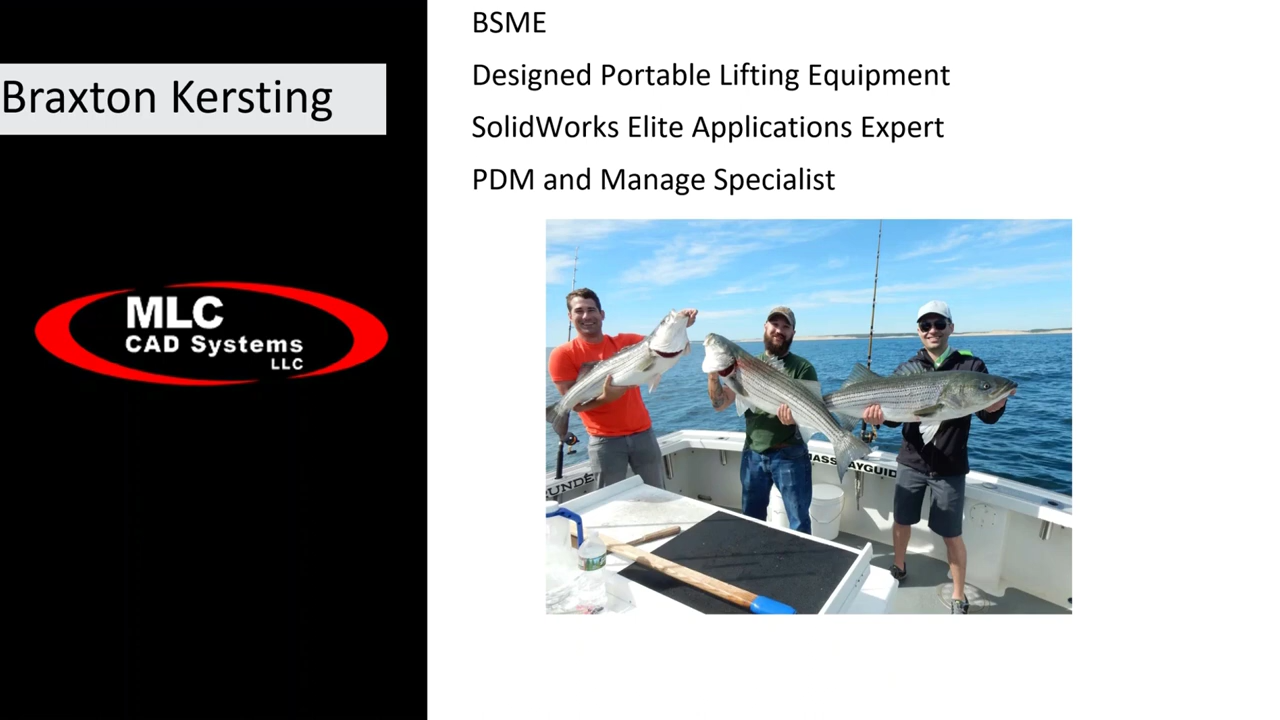 Braxton Kersting
MLC
CAD Systems
LLC
BSME
Designed Portable Lifting Equipment
SolidWorks Elite Applications Expert
PDM and Manage Specialist